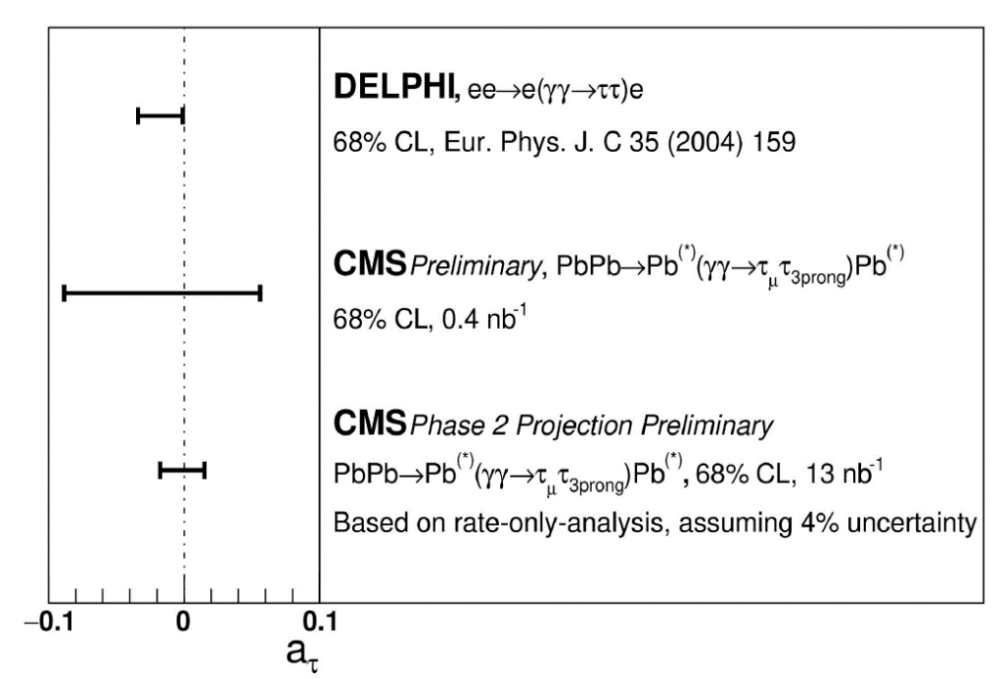 DELPHI, ee→e(γγ→ττ)e
68% CL, Eur. Phys. J. C 35 (2004) 159
CMS Preliminary, PbPb→Pb(*)(γγ→τμτ3prong)Pb(*)
68% CL, 0.4 nb-1
CMS Phase 2 Projection Preliminary
PbPb→Pb(*)(γγ→τμτ3prong)Pb(*), 68% CL, 13 nb-1
Based on rate-only-analysis, assuming 4% uncertainty
−0.1 0 0.1
aτ